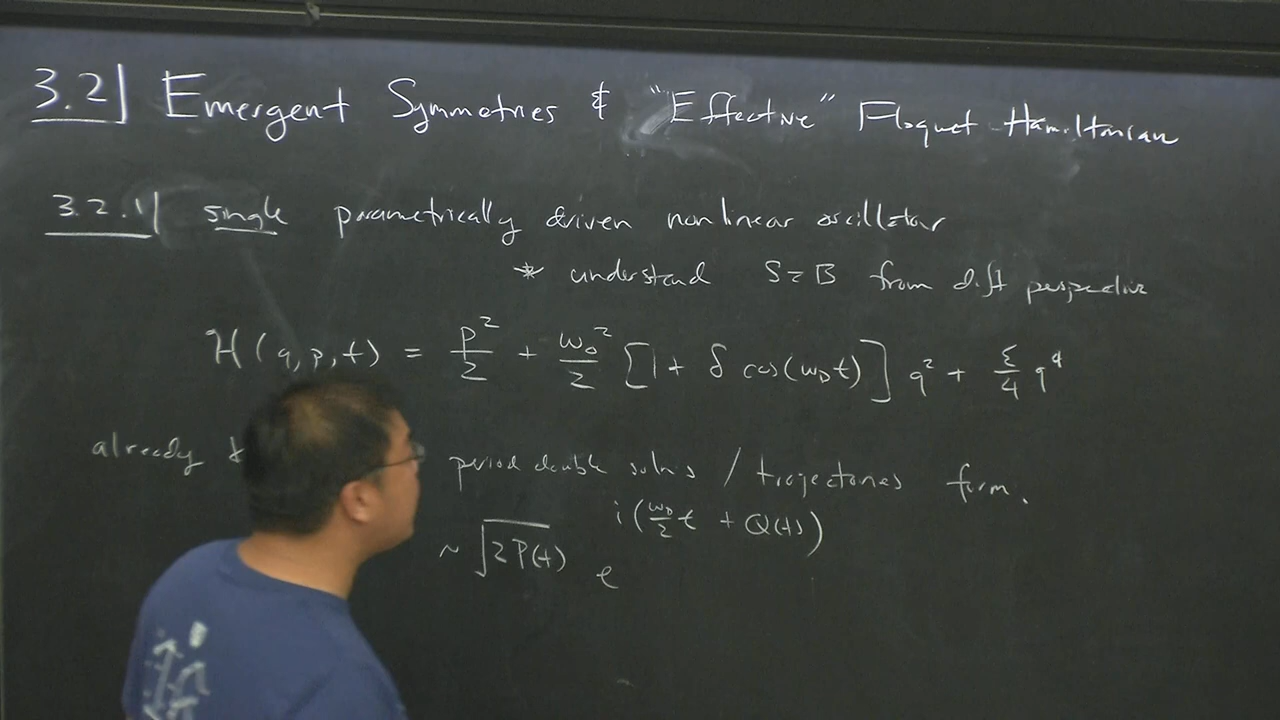 3.2| Emergent Symmetries & "Effective" Floquet Hamiltonian
3.2.1| single parametrically driven nonlinear oscillator
* understand S=B from diff perspective
H(q,p,t) = p²/2 + ω₀²/2 [1 + δ cos(ω_D t)] q² + ε/4 q⁴
already period double solns / trajectories form.
~ √(2P(t)) e^{i(ω_D/2 t + Q(t))}